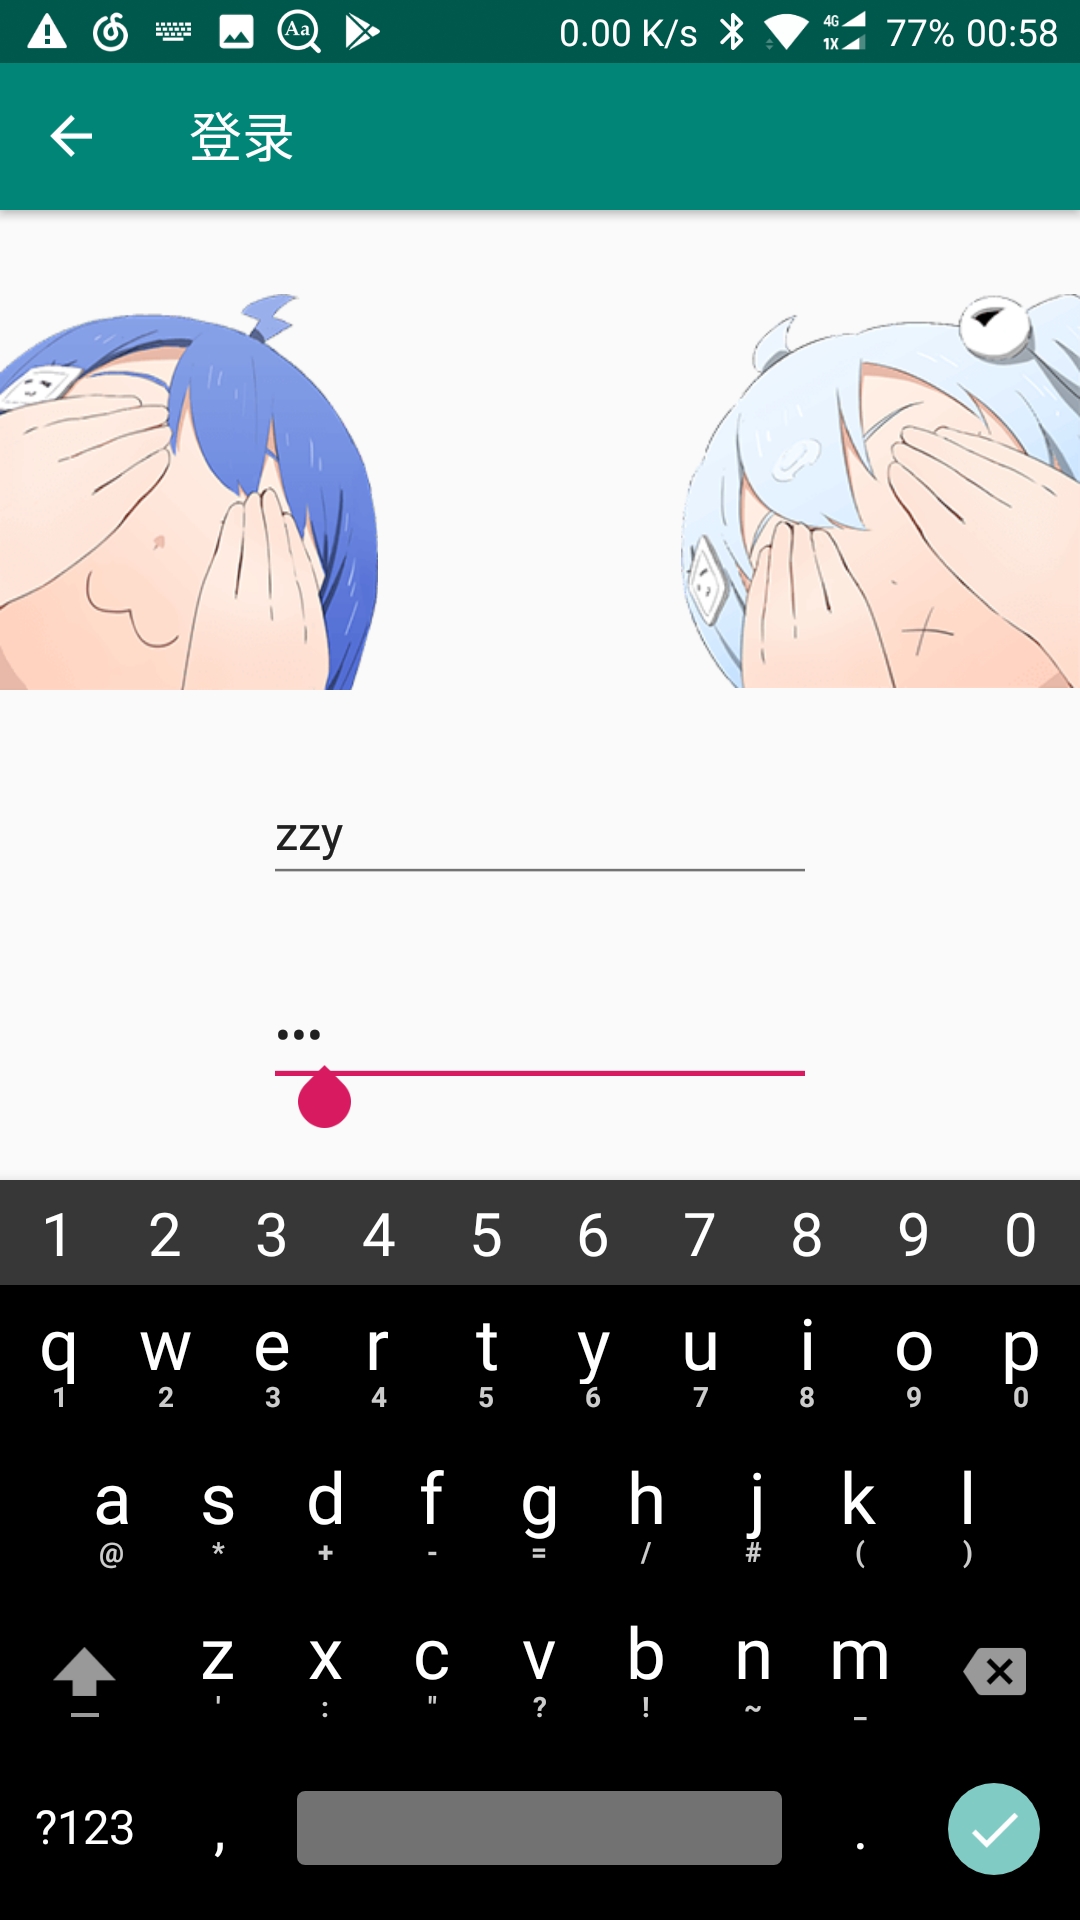 0.00 K/s 4G 1X 77% 00:58
登录
zzy
•••
1 2 3 4 5 6 7 8 9 0
q w e r t y u i o p
1 2 3 4 5 6 7 8 9 0
a s d f g h j k l
@ * + - = / # ( )
z x c v b n m
' : " ? ! ~ _
?123 , .